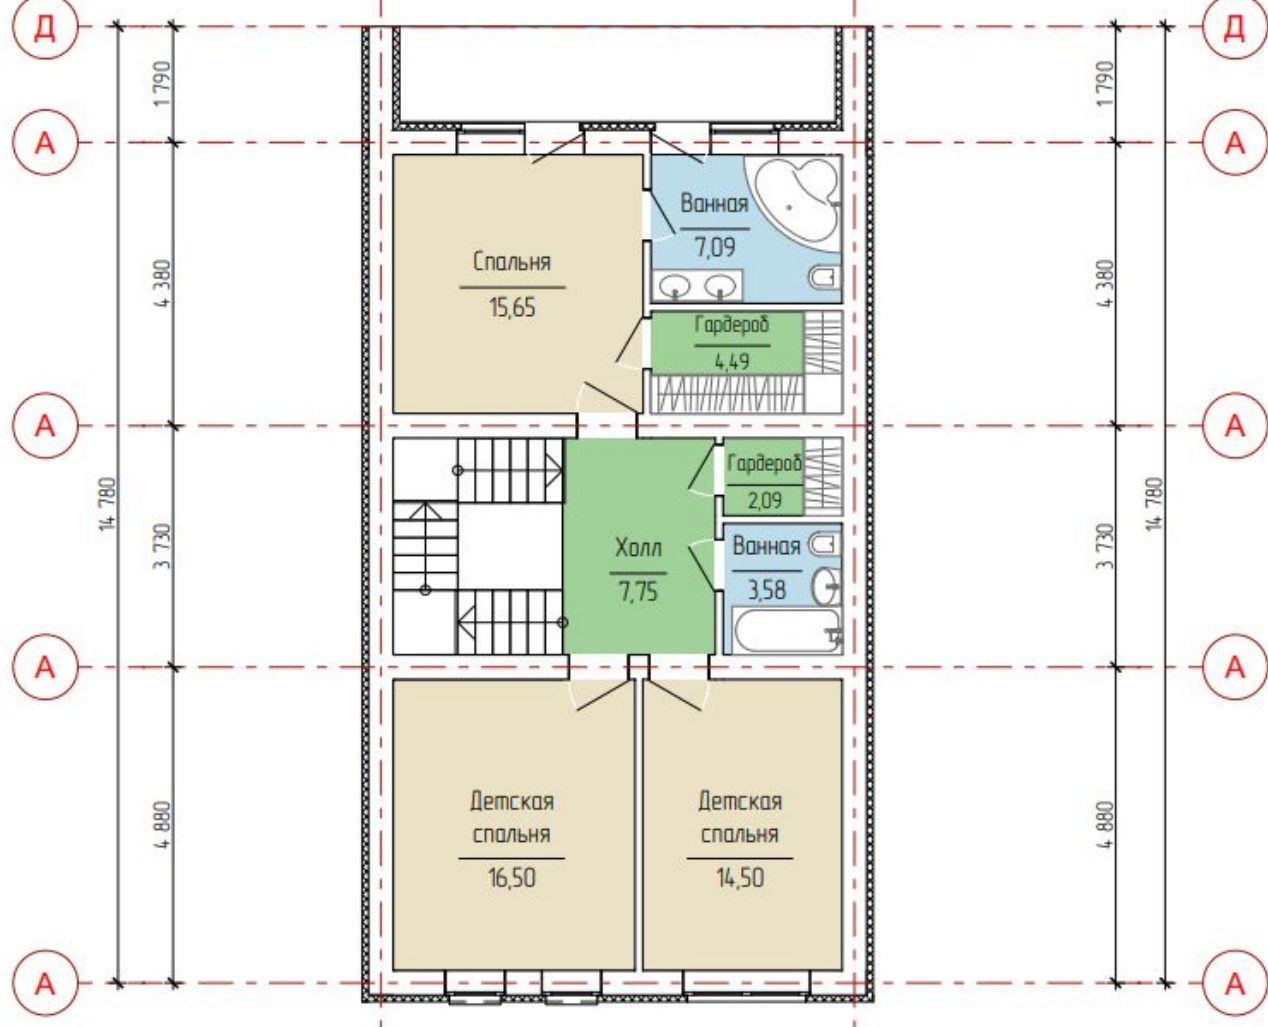 Д
Д
1 790
1 790
А
А
Ванная
7,09
Спальня
15,65
4 380
4 380
Гардероб
4,49
А
А
Гардероб
2,09
14 780
14 780
3 730
3 730
Холл
7,75
Ванная
3,58
А
А
Детская
спальня
16,50
Детская
спальня
14,50
4 880
4 880
А
А